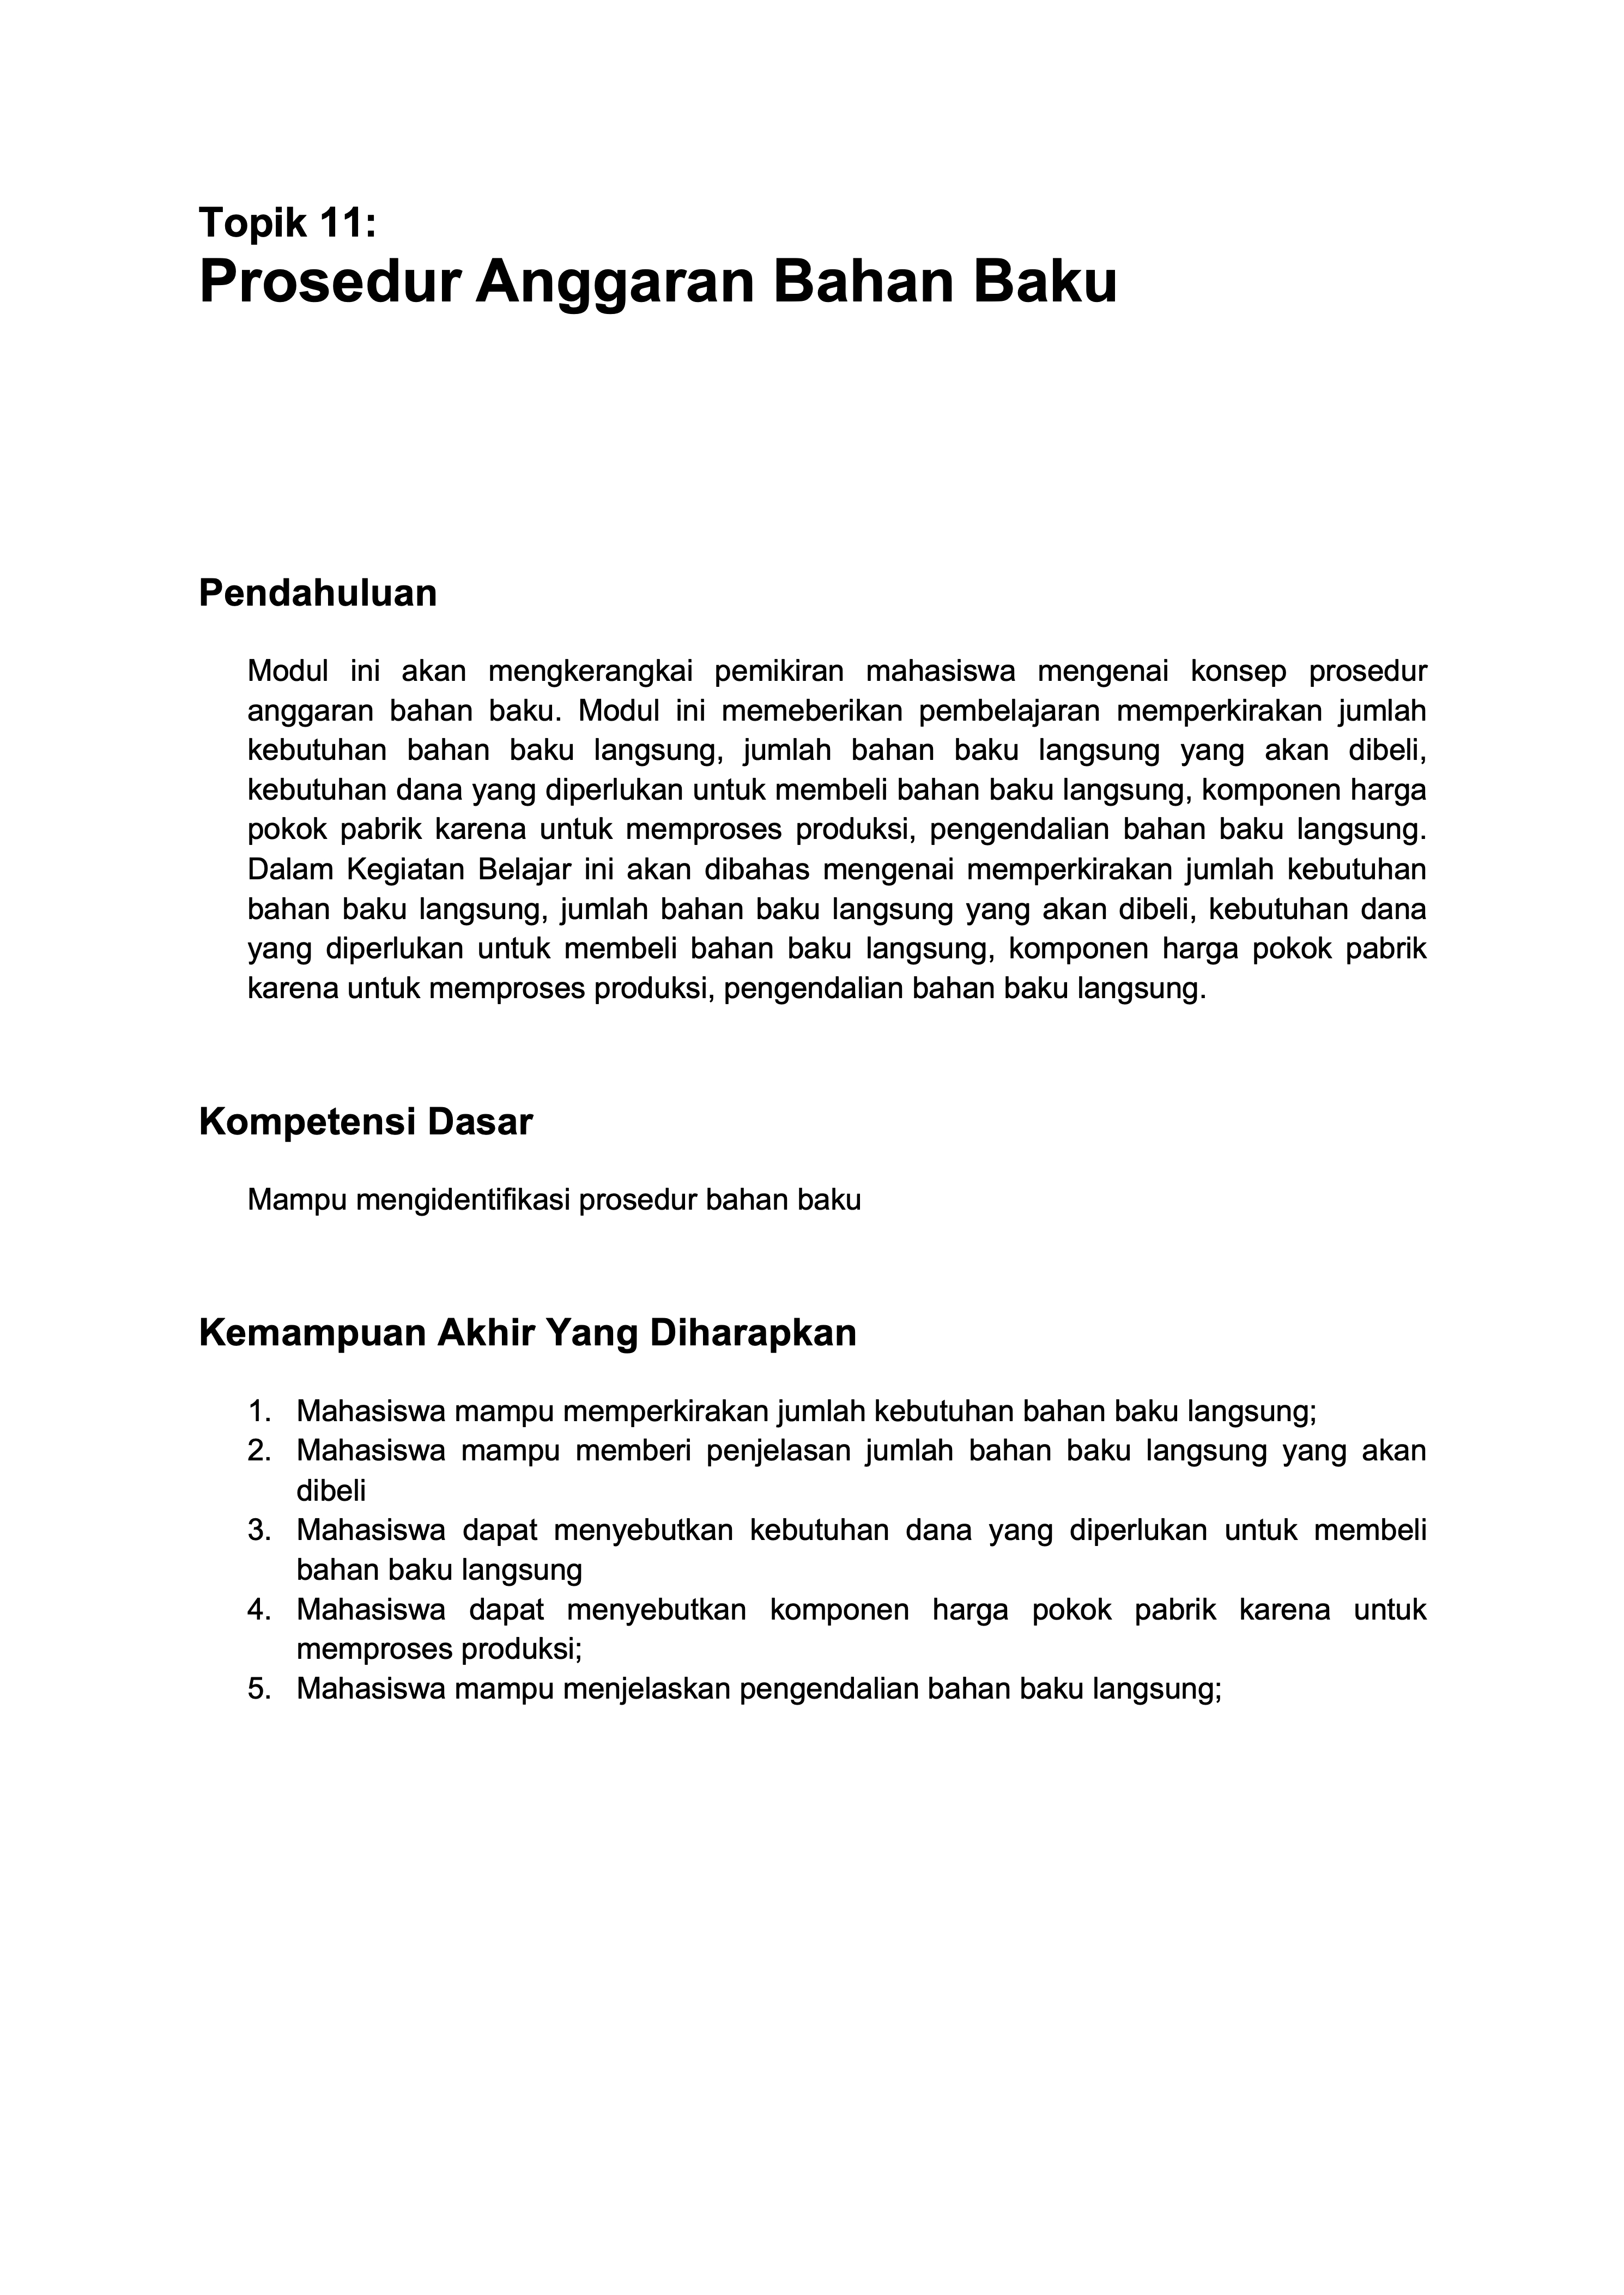 Topik 11:
Prosedur Anggaran Bahan Baku
Pendahuluan
Modul ini akan mengkerangkai pemikiran mahasiswa mengenai konsep prosedur
anggaran bahan baku. Modul ini memeberikan pembelajaran memperkirakan jumlah
kebutuhan bahan baku langsung, jumlah bahan baku langsung yang akan dibeli,
kebutuhan dana yang diperlukan untuk membeli bahan baku langsung, komponen harga
pokok pabrik karena untuk memproses produksi, pengendalian bahan baku langsung.
Dalam Kegiatan Belajar ini akan dibahas mengenai memperkirakan jumlah kebutuhan
bahan baku langsung, jumlah bahan baku langsung yang akan dibeli, kebutuhan dana
yang diperlukan untuk membeli bahan baku langsung, komponen harga pokok pabrik
karena untuk memproses produksi, pengendalian bahan baku langsung.
Kompetensi Dasar
Mampu mengidentifikasi prosedur bahan baku
Kemampuan Akhir Yang Diharapkan
1. Mahasiswa mampu memperkirakan jumlah kebutuhan bahan baku langsung;
2. Mahasiswa mampu memberi penjelasan jumlah bahan baku langsung yang akan
dibeli
3. Mahasiswa dapat menyebutkan kebutuhan dana yang diperlukan untuk membeli
bahan baku langsung
4. Mahasiswa dapat menyebutkan komponen harga pokok pabrik karena untuk
memproses produksi;
5. Mahasiswa mampu menjelaskan pengendalian bahan baku langsung;